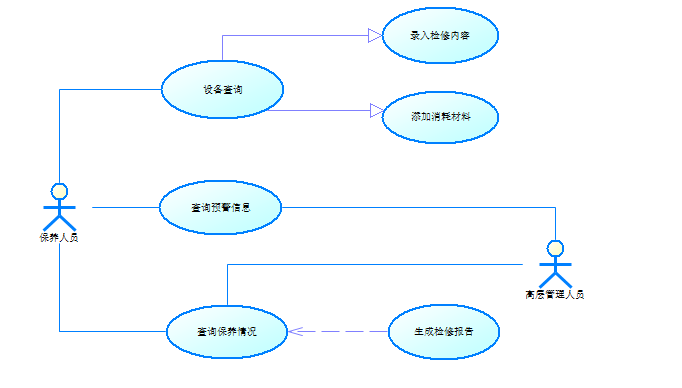 录入检修内容
设备查询
添加消耗材料
查询预警信息
保养人员
高层管理人员
查询保养情况
生成检修报告